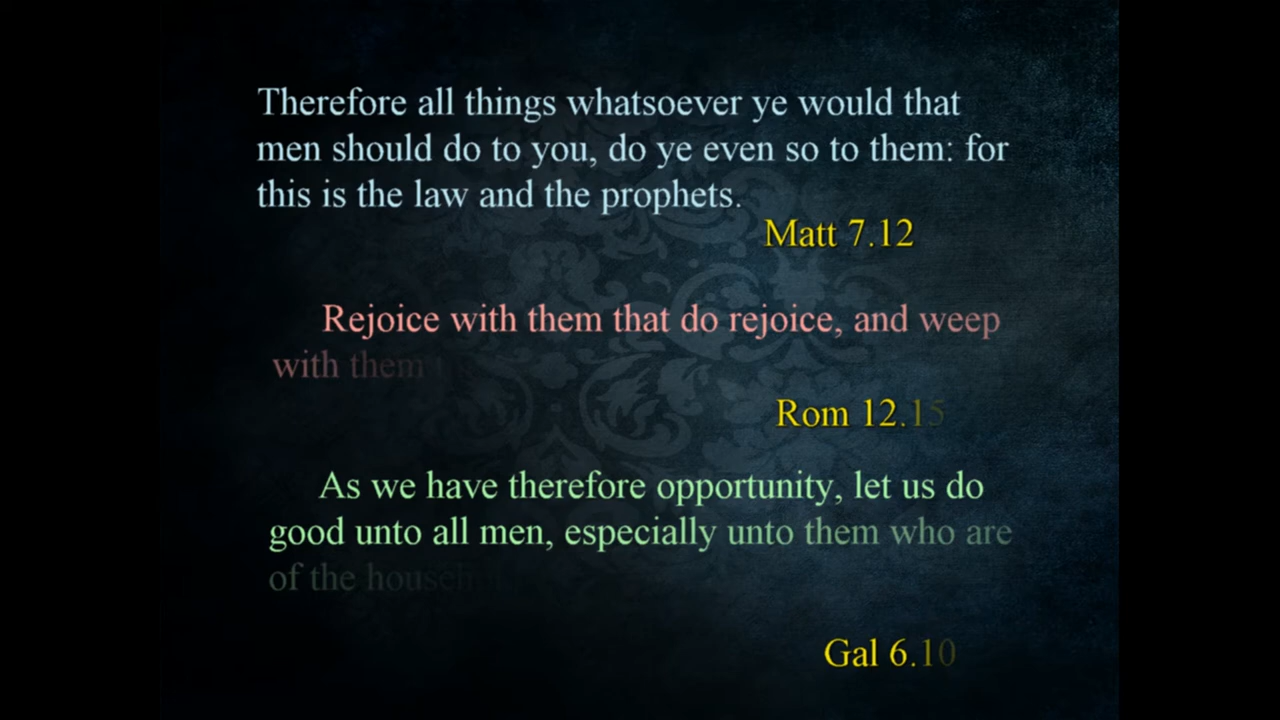 Therefore all things whatsoever ye would that
men should do to you, do ye even so to them: for
this is the law and the prophets.
Matt 7.12
Rejoice with them that do rejoice, and weep
with them
Rom 12.15
As we have therefore opportunity, let us do
good unto all men, especially unto them who are
of the
Gal 6.10